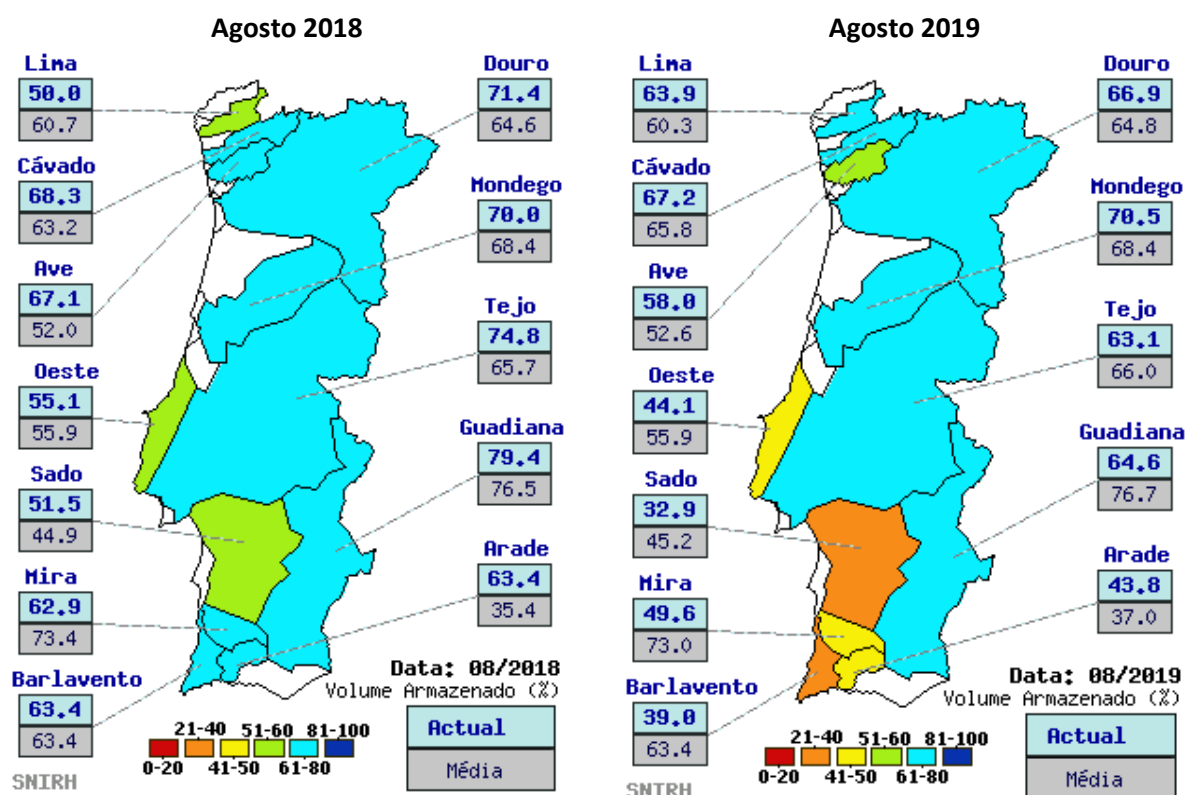 Agosto 2018
Lima
50.0
60.7
Douro
71.4
64.6
Cávado
68.3
63.2
Mondego
70.0
68.4
Ave
67.1
52.0
Tejo
74.8
65.7
Oeste
55.1
55.9
Guadiana
79.4
76.5
Sado
51.5
44.9
Arade
63.4
35.4
Mira
62.9
73.4
Barlavento
63.4
63.4
Data: 08/2018
Volume Armazenado (%)
Actual
Média
21-40 51-60 81-100
0-20 41-50 61-80
SNIRH
Agosto 2019
Lima
63.9
60.3
Douro
66.9
64.8
Cávado
67.2
65.8
Mondego
70.5
68.4
Ave
58.0
52.6
Tejo
63.1
66.0
Oeste
44.1
55.9
Guadiana
64.6
76.7
Sado
32.9
45.2
Arade
43.8
37.0
Mira
49.6
73.0
Barlavento
39.0
63.4
Data: 08/2019
Volume Armazenado (%)
Actual
Média
21-40 51-60 81-100
0-20 41-50 61-80
SNIRH